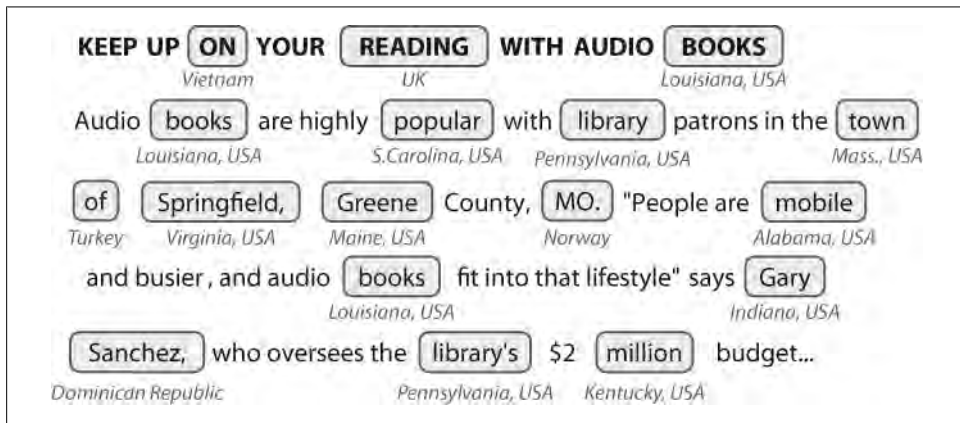 KEEP UP ON YOUR READING WITH AUDIO BOOKS
Vietnam UK Louisiana, USA
Audio books are highly popular with library patrons in the town
Louisiana, USA S.Carolina, USA Pennsylvania, USA Mass., USA
of Springfield, Greene County, MO. "People are mobile
Turkey Virginia, USA Maine, USA Norway Alabama, USA
and busier, and audio books fit into that lifestyle" says Gary
Louisiana, USA Indiana, USA
Sanchez, who oversees the library's $2 million budget...
Dominican Republic Pennsylvania, USA Kentucky, USA